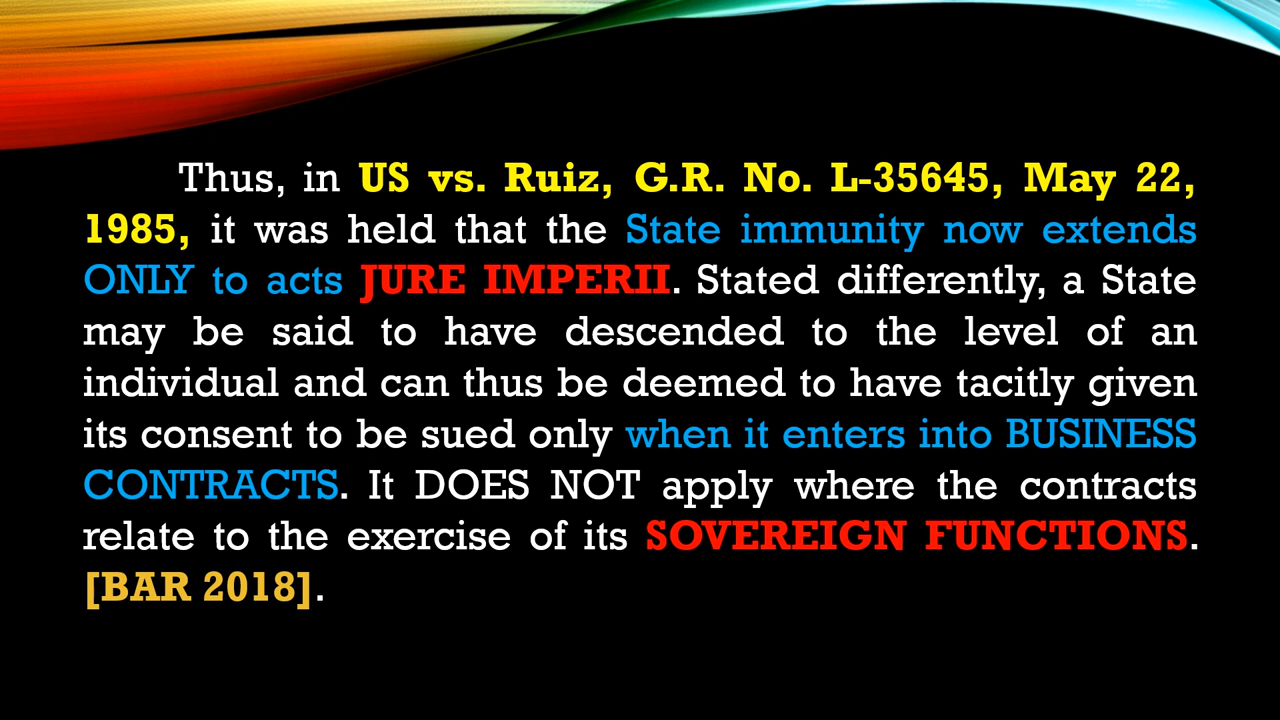 Thus, in US vs. Ruiz, G.R. No. L-35645, May 22,
1985, it was held that the State immunity now extends
ONLY to acts JURE IMPERII. Stated differently, a State
may be said to have descended to the level of an
individual and can thus be deemed to have tacitly given
its consent to be sued only when it enters into BUSINESS
CONTRACTS. It DOES NOT apply where the contracts
relate to the exercise of its SOVEREIGN FUNCTIONS.
[BAR 2018].